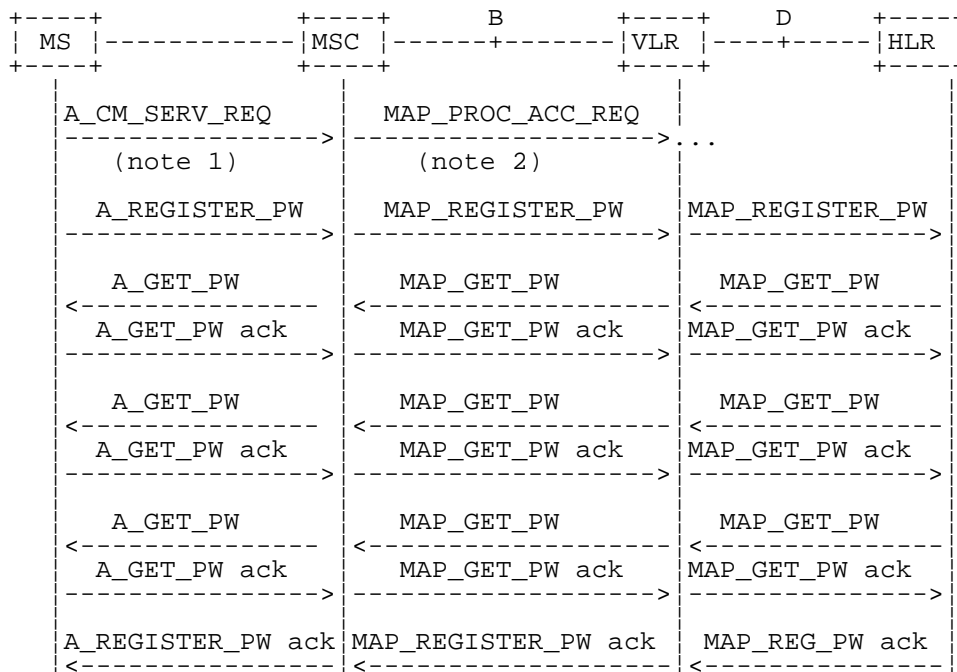 B D
MS MSC VLR HLR
A_CM_SERV_REQ MAP_PROC_ACC_REQ
...
(note 1) (note 2)
A_REGISTER_PW MAP_REGISTER_PW MAP_REGISTER_PW
A_GET_PW MAP_GET_PW MAP_GET_PW
A_GET_PW ack MAP_GET_PW ack MAP_GET_PW ack
A_GET_PW MAP_GET_PW MAP_GET_PW
A_GET_PW ack MAP_GET_PW ack MAP_GET_PW ack
A_GET_PW MAP_GET_PW MAP_GET_PW
A_GET_PW ack MAP_GET_PW ack MAP_GET_PW ack
A_REGISTER_PW ack MAP_REGISTER_PW ack MAP_REG_PW ack